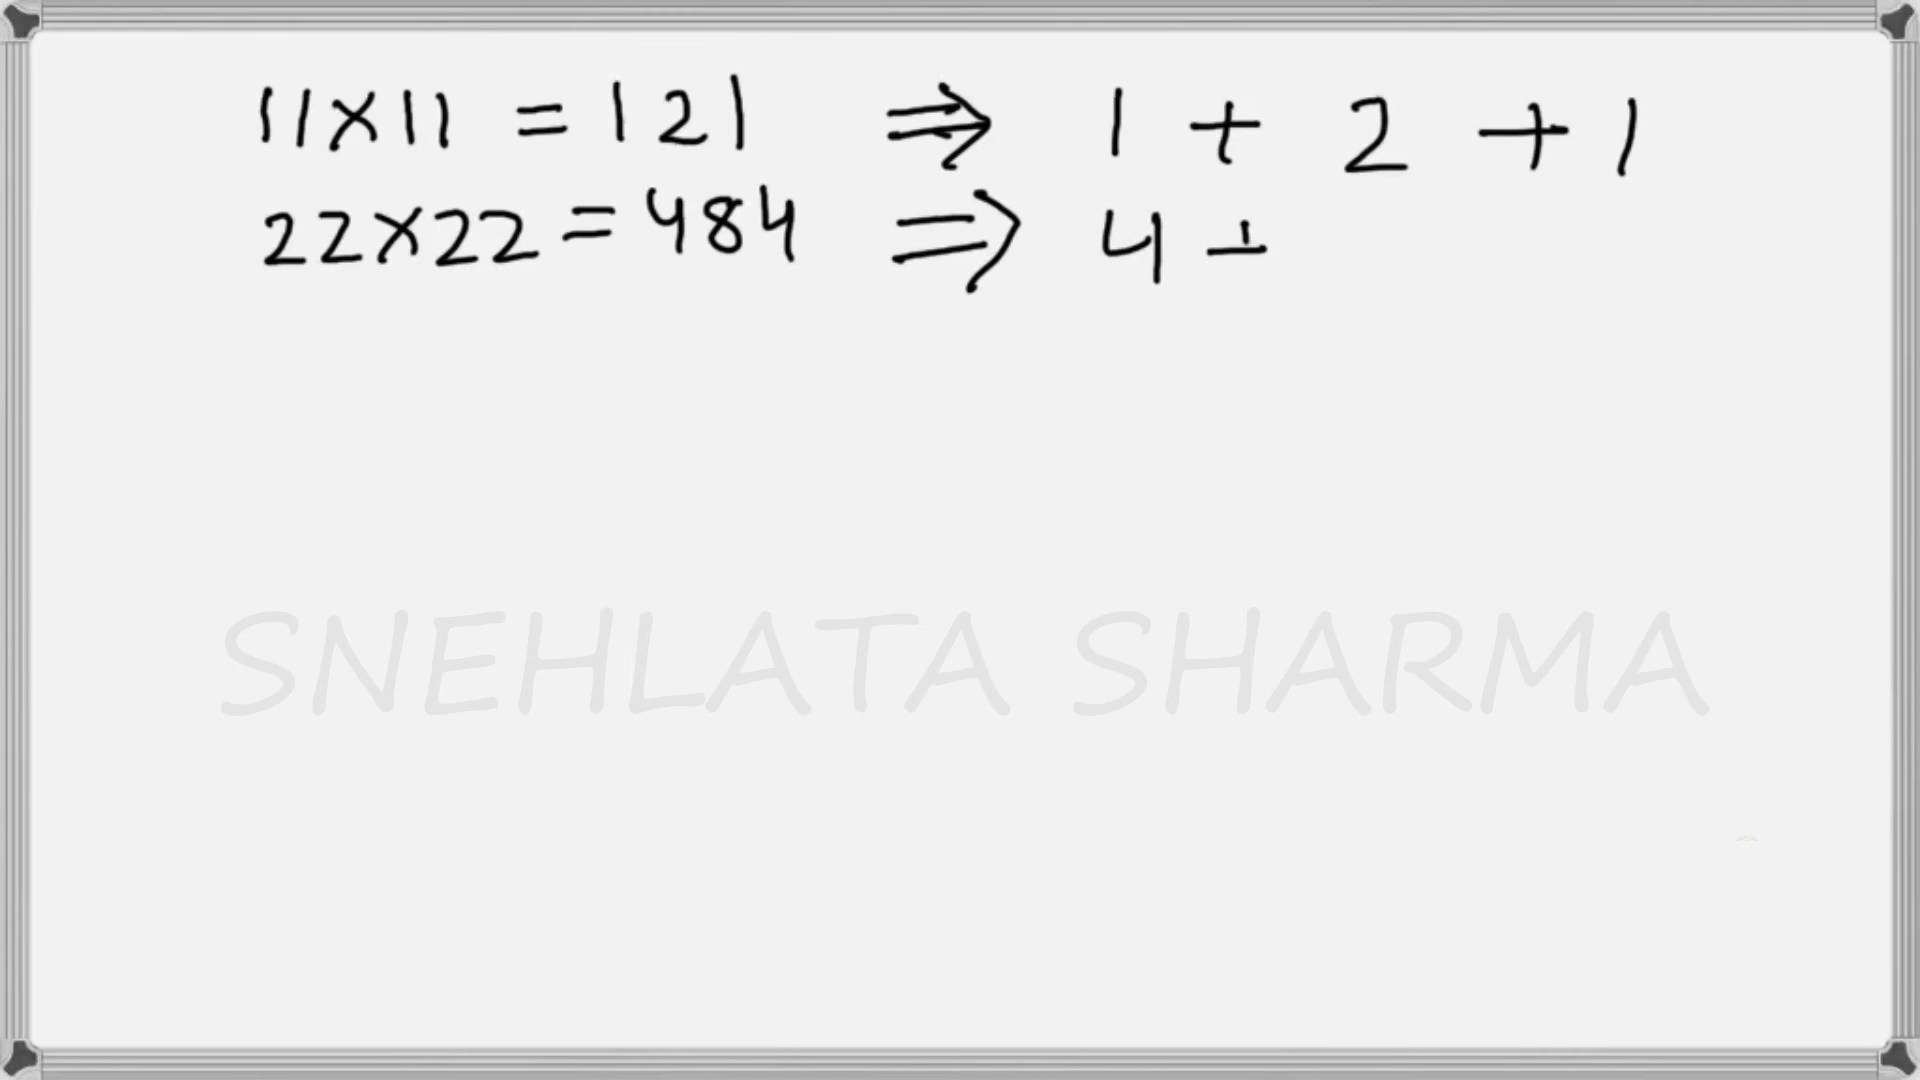 11×11 = 121 ⇒ 1 + 2 + 1
22×22 = 484 ⇒ 4 +
SNEHLATA SHARMA